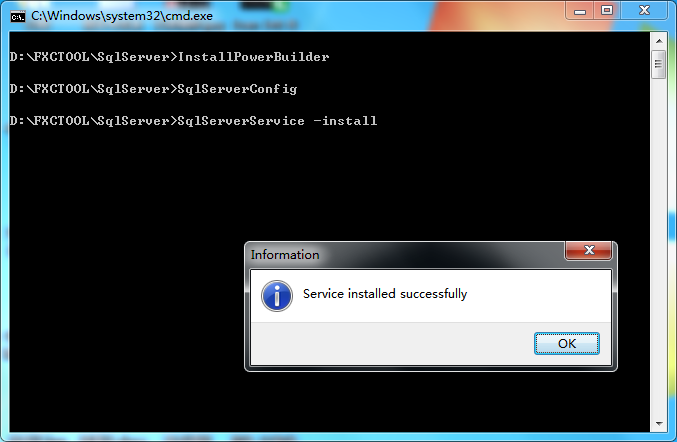 C:\Windows\system32\cmd.exe
D:\FXCTOOL\SqlServer>InstallPowerBuilder
D:\FXCTOOL\SqlServer>SqlServerConfig
D:\FXCTOOL\SqlServer>SqlServerService -install
Information
Service installed successfully
OK